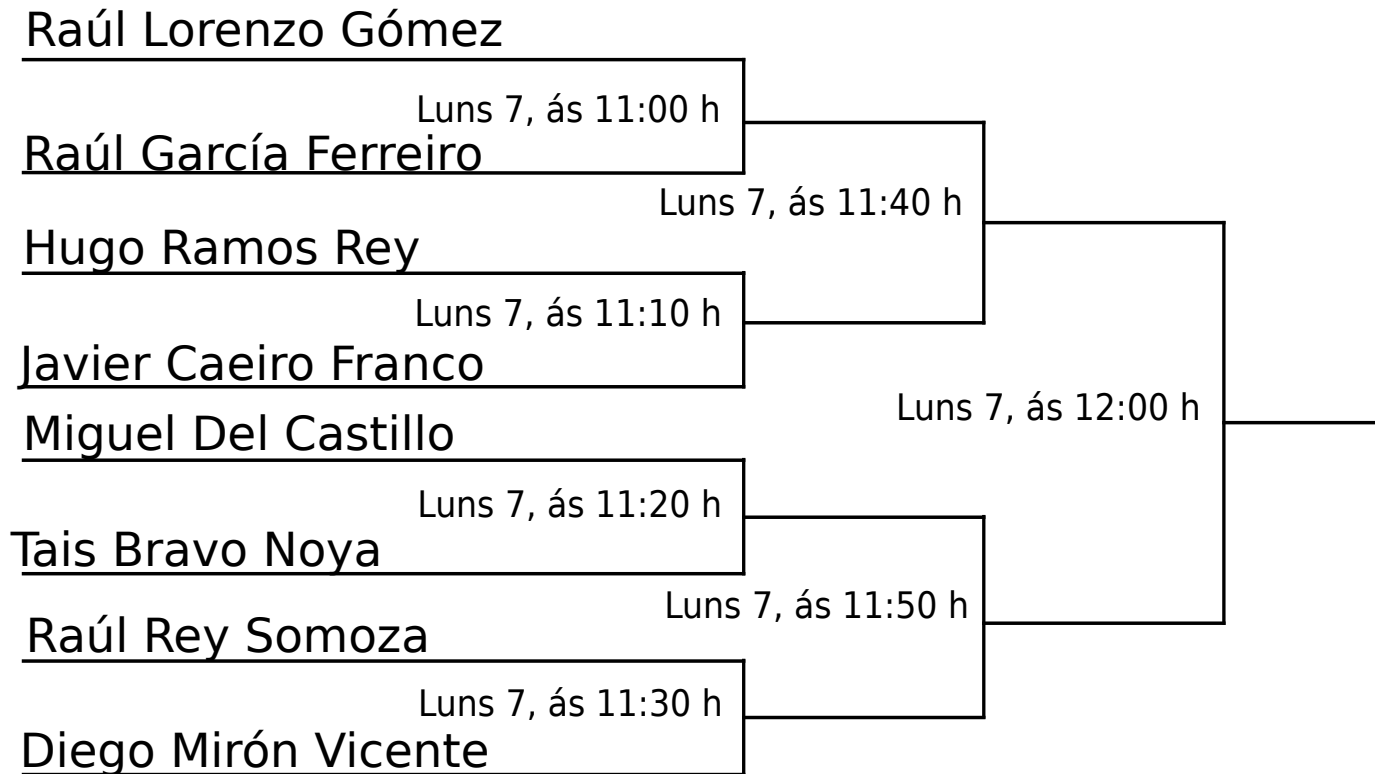 Raúl Lorenzo Gómez
Luns 7, ás 11:00 h
Raúl García Ferreiro
Luns 7, ás 11:40 h
Hugo Ramos Rey
Luns 7, ás 11:10 h
Javier Caeiro Franco
Luns 7, ás 12:00 h
Miguel Del Castillo
Luns 7, ás 11:20 h
Tais Bravo Noya
Luns 7, ás 11:50 h
Raúl Rey Somoza
Luns 7, ás 11:30 h
Diego Mirón Vicente